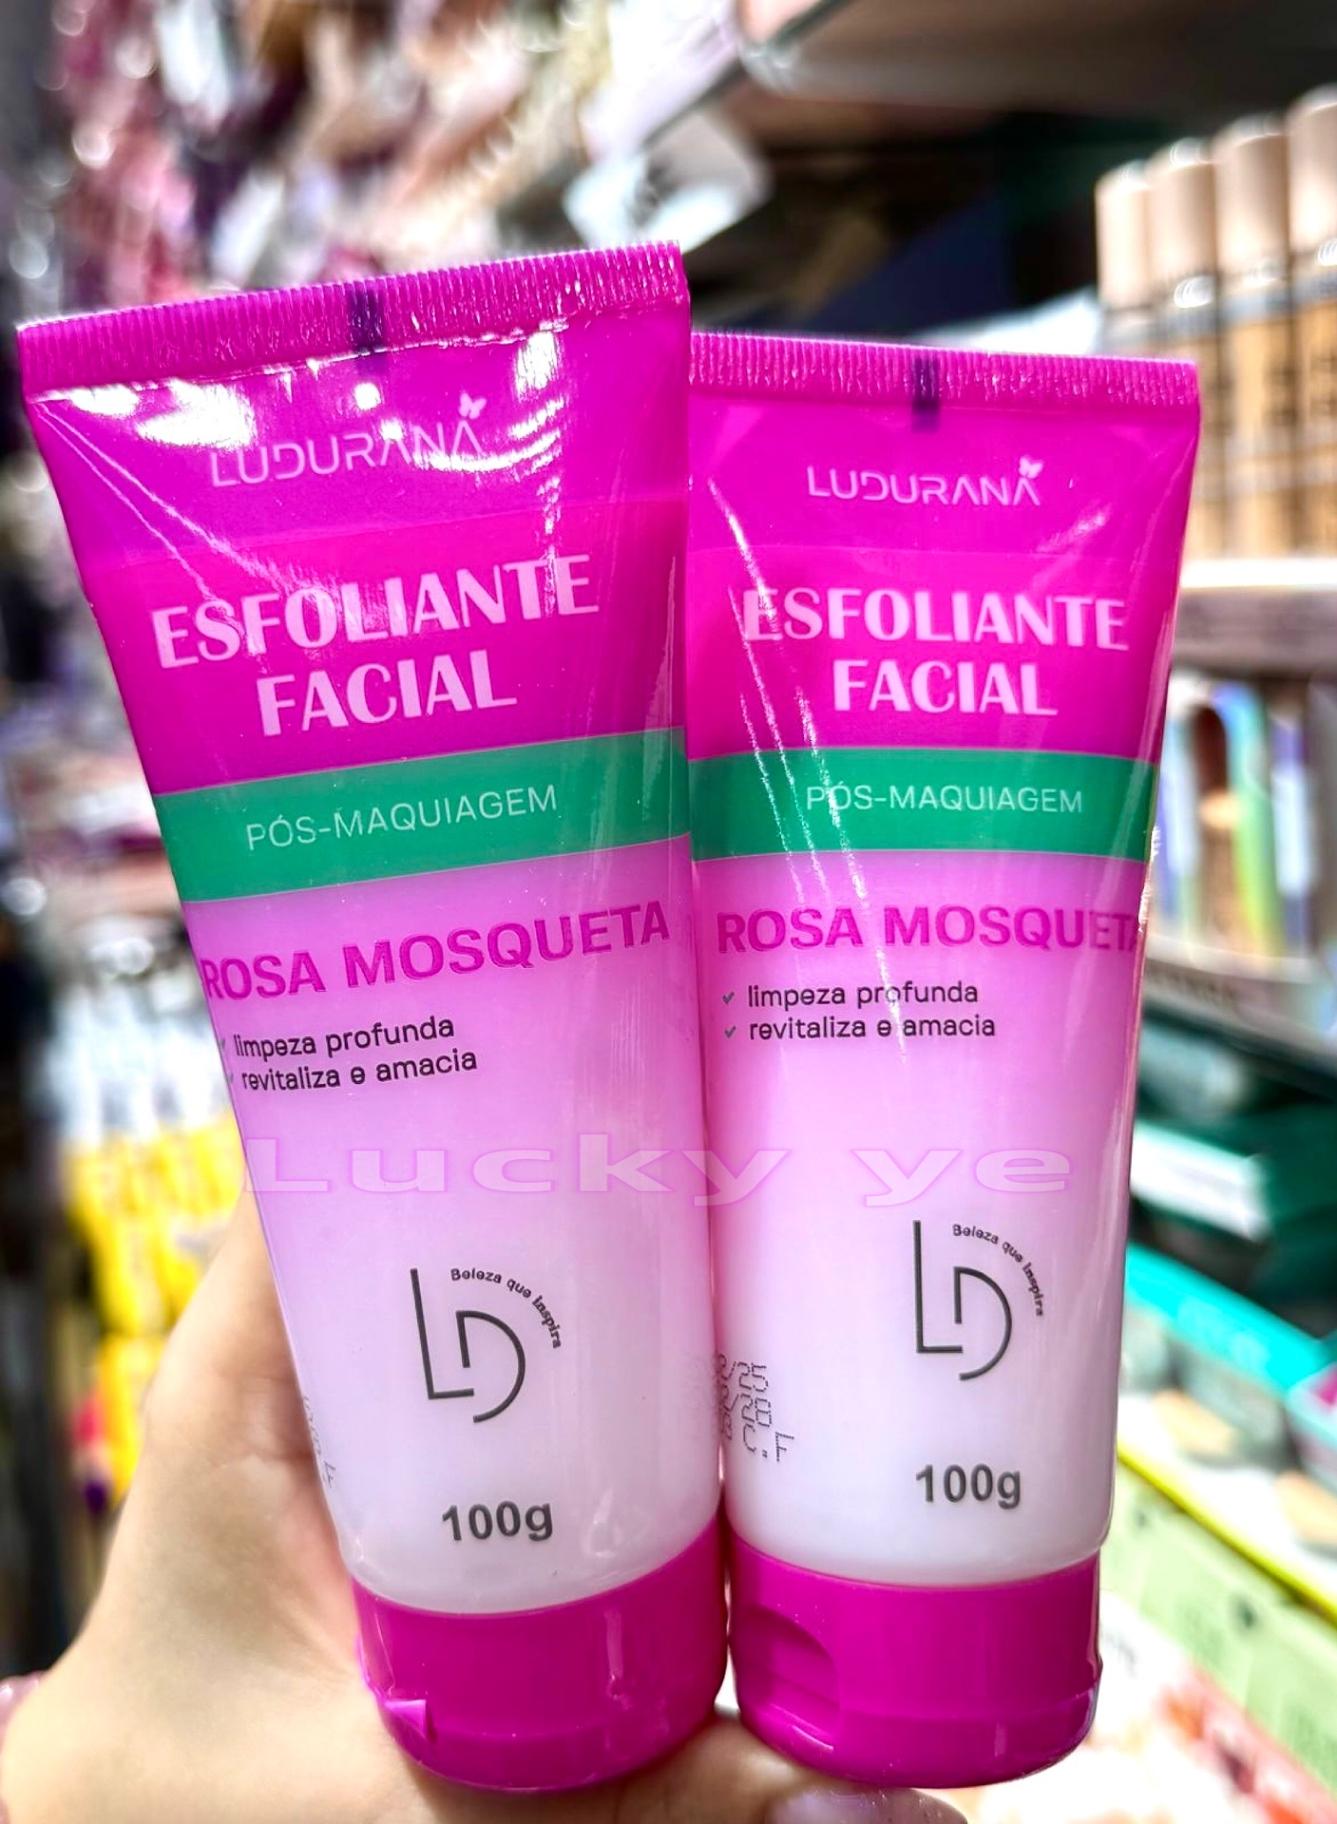 LUDURANA
ESFOLIANTE
FACIAL
PÓS-MAQUIAGEM
ROSA MOSQUETA
limpeza profunda
revitaliza e amacia
Beleza que inspira
LD
100g
LUDURANA
ESFOLIANTE
FACIAL
PÓS-MAQUIAGEM
ROSA MOSQUETA
limpeza profunda
revitaliza e amacia
Beleza que inspira
LD
100g
Lucky ye